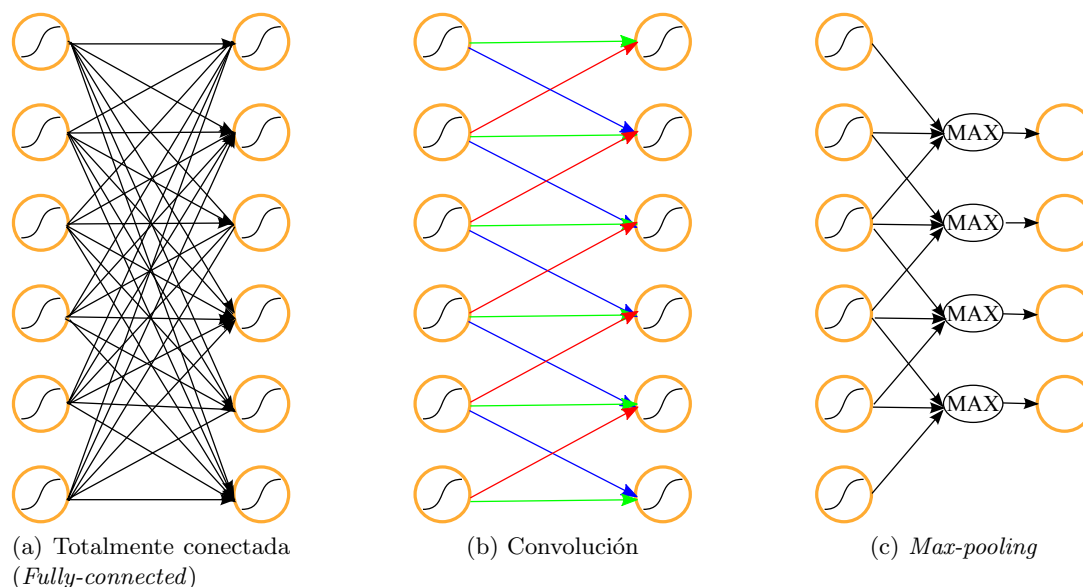 MAX
MAX
MAX
MAX
(a) Totalmente conectada
(Fully-connected)
(b) Convolución
(c) Max-pooling